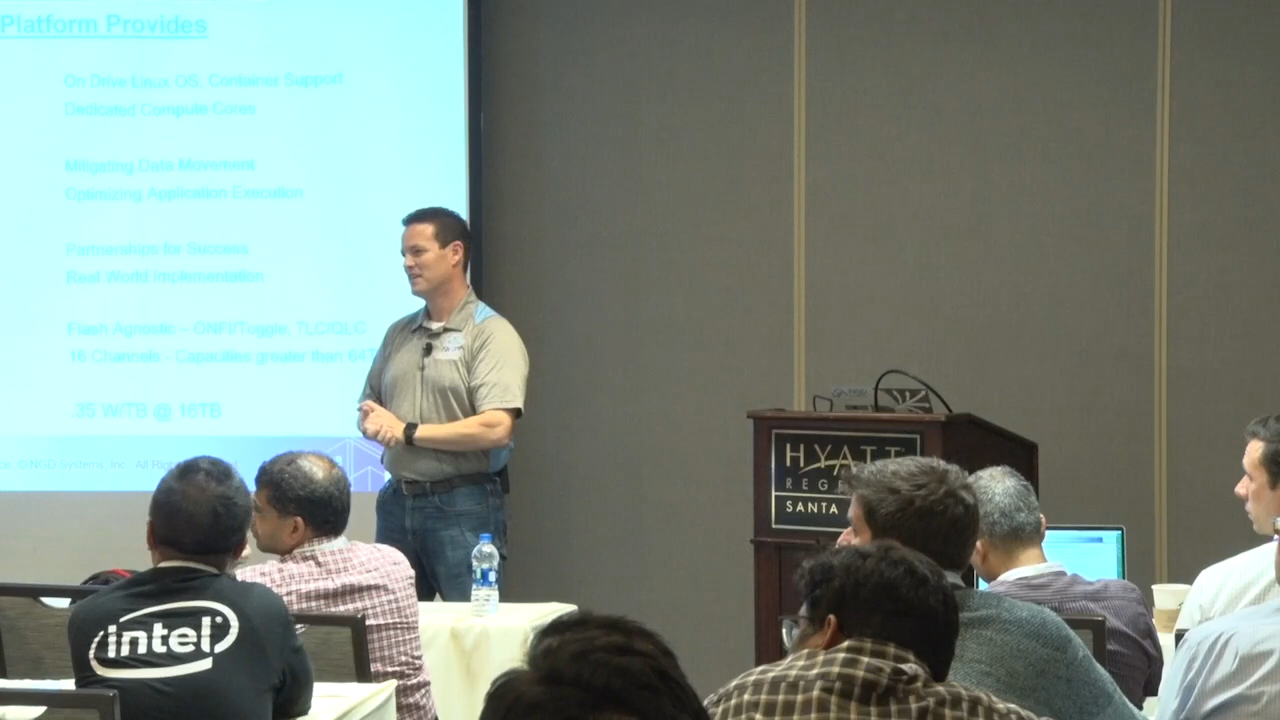 Platform Provides
On Drive Linux OS, Container Support
Dedicated Compute Cores
Mitigating Data Movement
Optimizing Application Execution
Partnerships for Success
Real World Implementation
Flash Agnostic – ONFI/Toggle, TLC/QLC
16 Channels - Capacities greater than 64T
.35 W/TB @ 16TB
©NGD Systems, Inc. All
HYATT
SANTA
intel